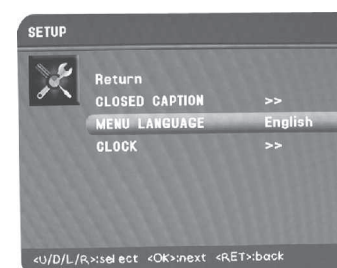 SETUP
Return
CLOSED CAPTION >>
MENU LANGUAGE English
CLOCK >>
<U/D/L/R>:select <OK>:next <RET>:back